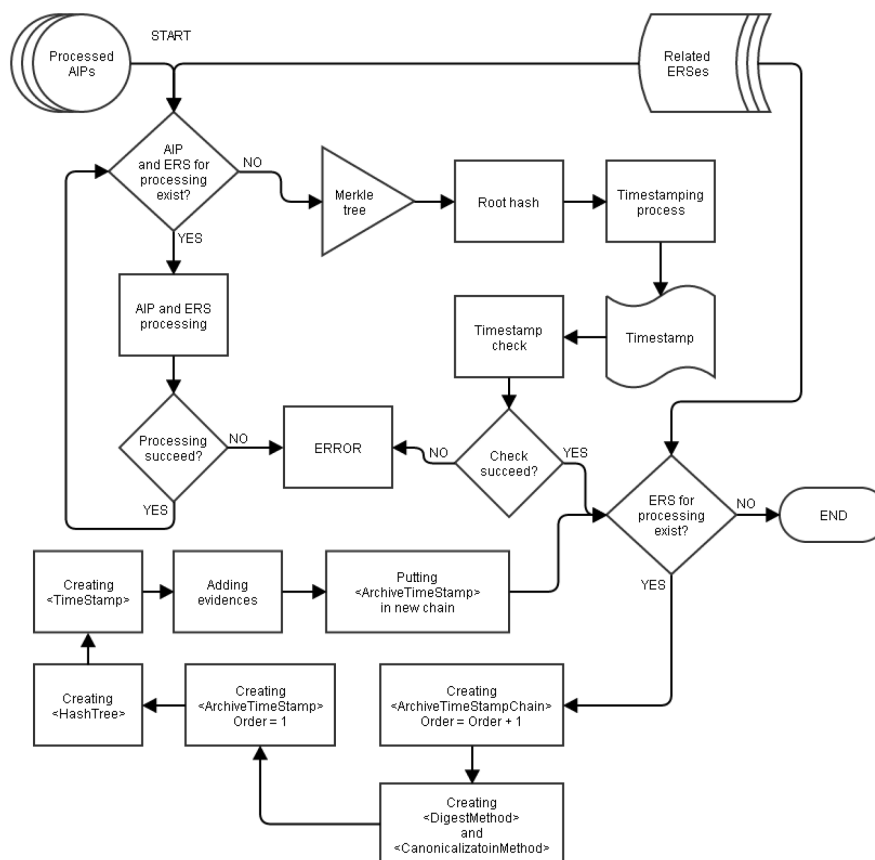 START
Processed
AIPs
Related
ERSes
AIP
and ERS for
processing
exist?
NO
YES
Merkle
tree
Root hash
Timestamping
process
AIP and ERS
processing
Timestamp
check
Timestamp
Processing
succeed?
NO
YES
ERROR
NO
Check
succeed?
YES
ERS for
processing
exist?
NO
YES
END
Creating
<TimeStamp>
Adding
evidences
Putting
<ArchiveTimeStamp>
in new chain
Creating
<HashTree>
Creating
<ArchiveTimeStamp>
Order = 1
Creating
<ArchiveTimeStampChain>
Order = Order + 1
Creating
<DigestMethod>
and
<CanonicalizatoinMethod>